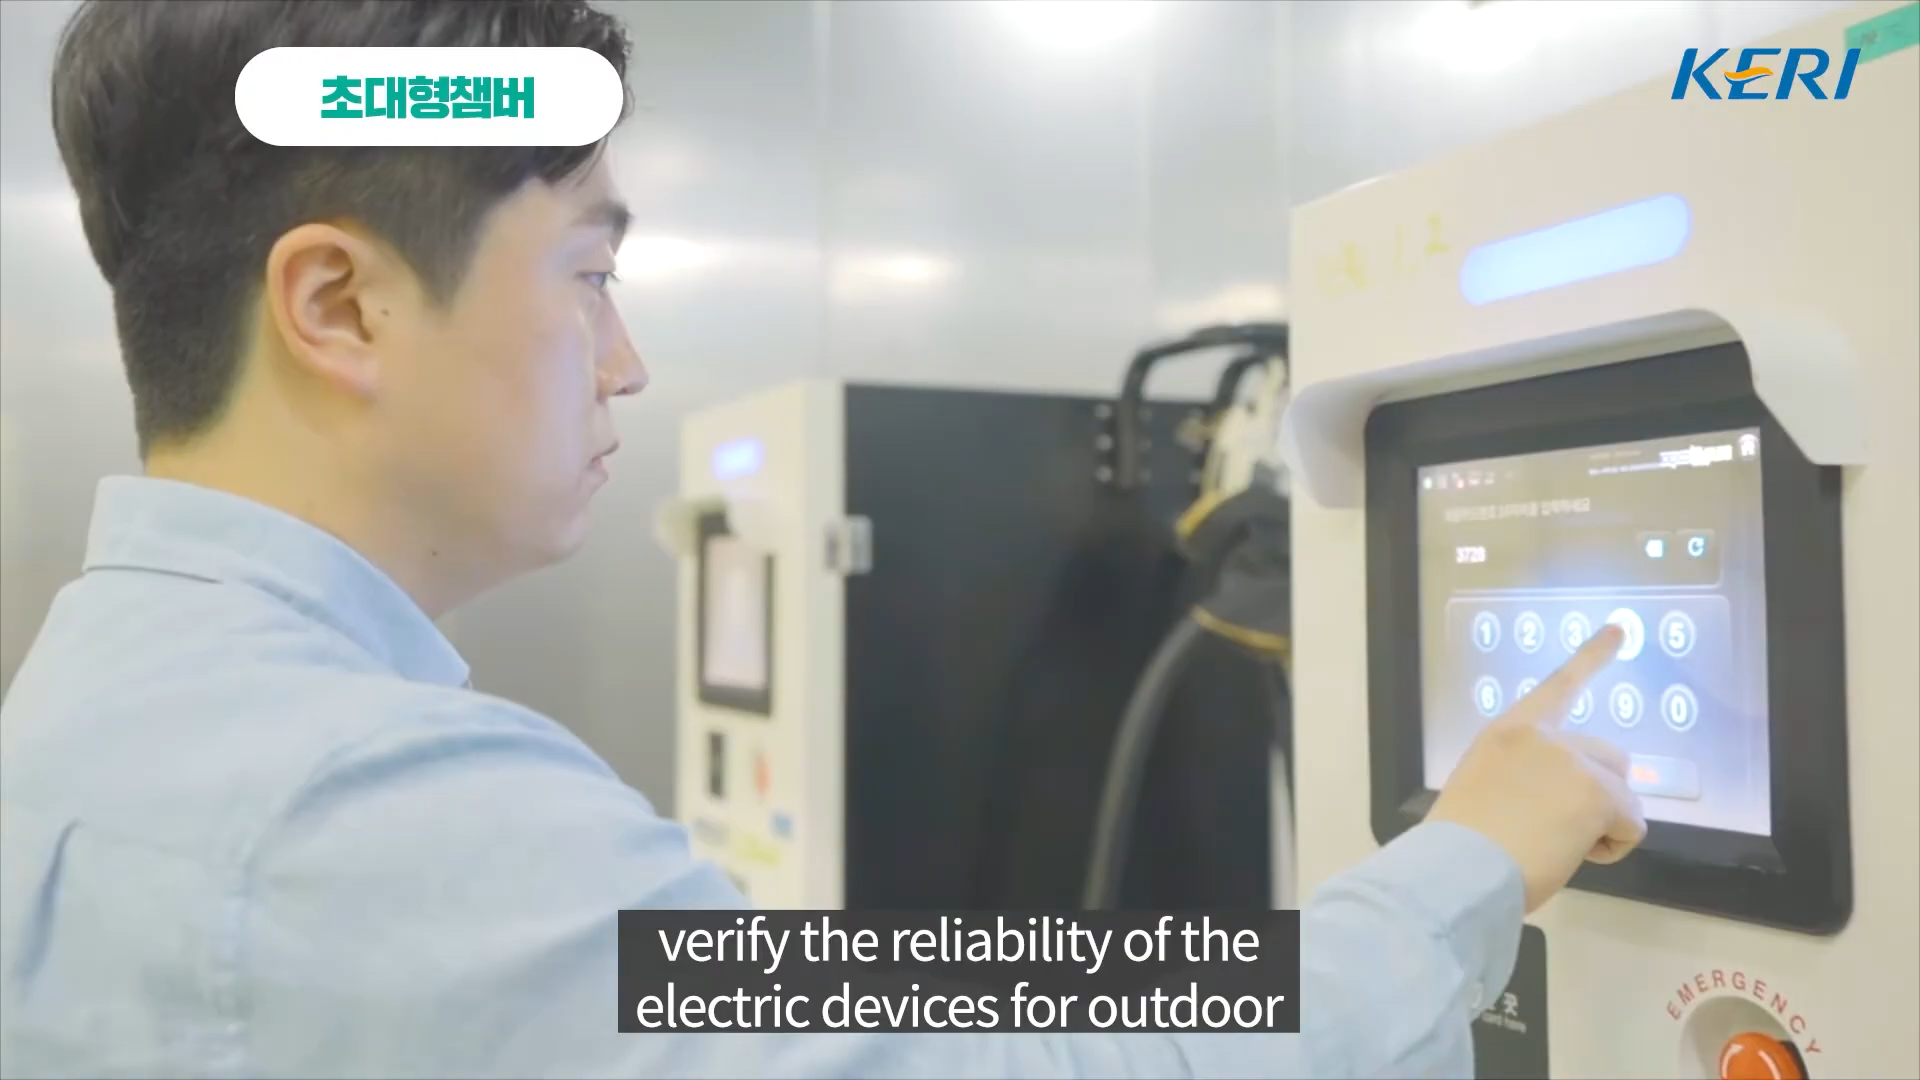 초대형챔버
KERI
3728
1 2 3 5
6 9 0
EMERGENCY
verify the reliability of the
electric devices for outdoor